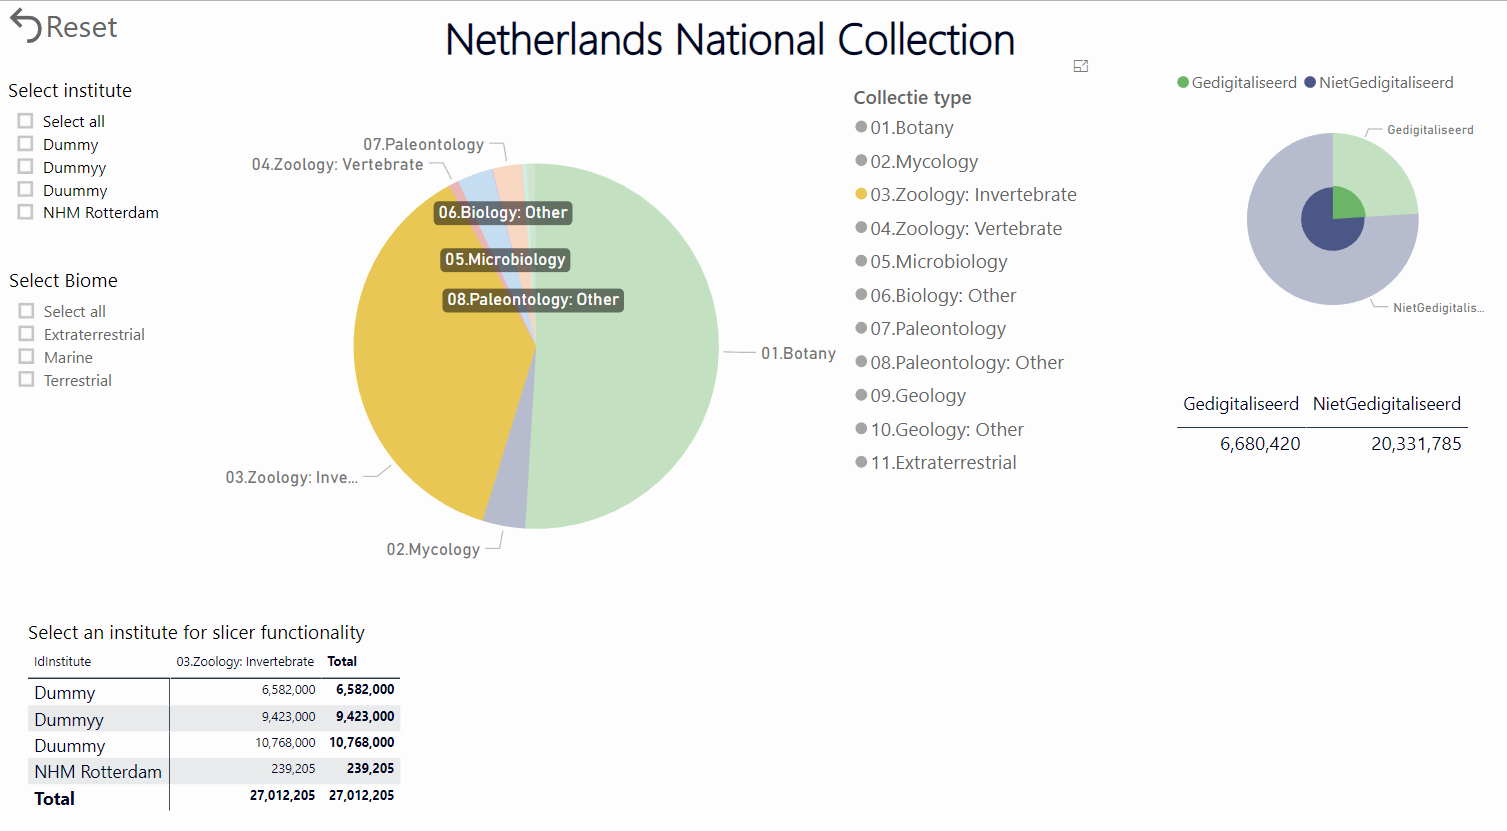 Reset
Netherlands National Collection
Select institute
Select all
Dummy
Dummyy
Duummy
NHM Rotterdam
Select Biome
Select all
Extraterrestrial
Marine
Terrestrial
07.Paleontology
04.Zoology: Vertebrate
06.Biology: Other
05.Microbiology
08.Paleontology: Other
01.Botany
03.Zoology: Inve...
02.Mycology
Collectie type
01.Botany
02.Mycology
03.Zoology: Invertebrate
04.Zoology: Vertebrate
05.Microbiology
06.Biology: Other
07.Paleontology
08.Paleontology: Other
09.Geology
10.Geology: Other
11.Extraterrestrial
Gedigitaliseerd NietGedigitaliseerd
Gedigitaliseerd
NietGedigitalis...
Gedigitaliseerd NietGedigitaliseerd
6,680,420 20,331,785
Select an institute for slicer functionality
IdInstitute 03.Zoology: Invertebrate Total
Dummy 6,582,000 6,582,000
Dummyy 9,423,000 9,423,000
Duummy 10,768,000 10,768,000
NHM Rotterdam 239,205 239,205
Total 27,012,205 27,012,205